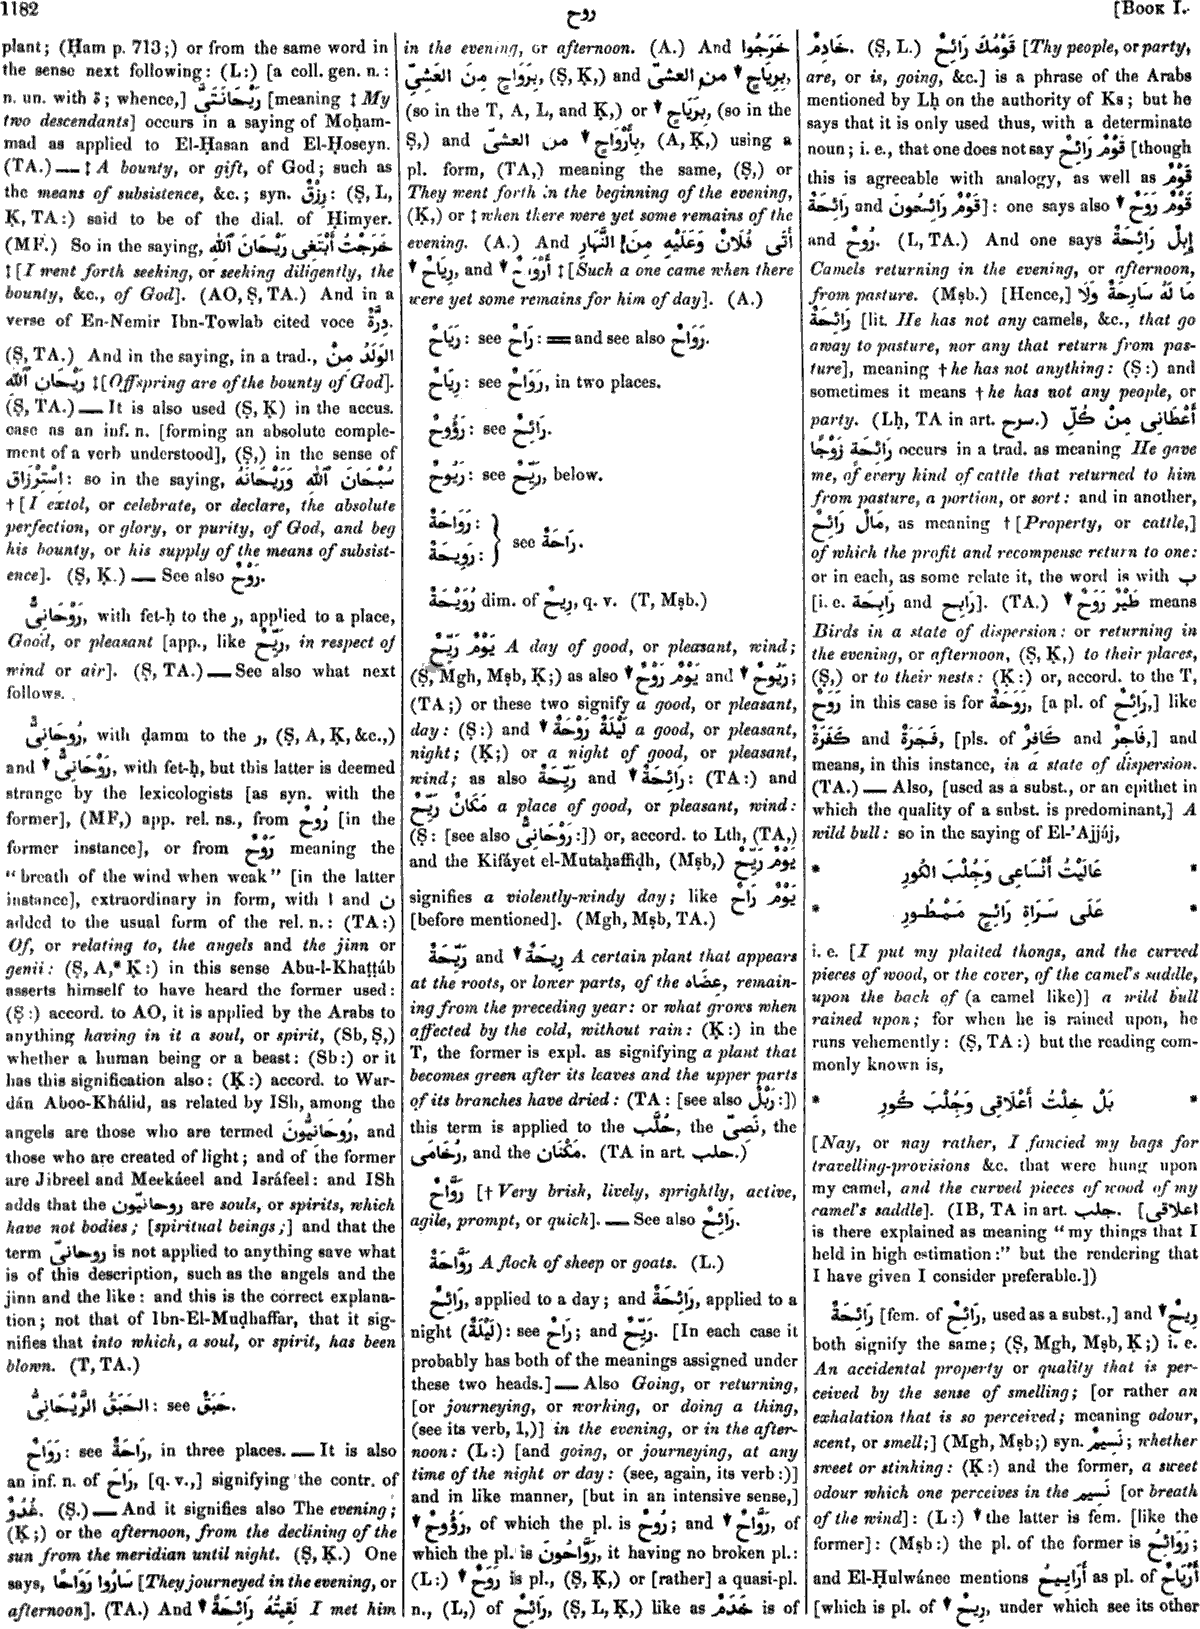 1182
روح
[Book I.
plant; (Ḥam p. 713;) or from the same word in
the sense next following: (L:) [a coll. gen. n.:
n. un. with ة; whence,] رَيْحَانَتَىَّ [meaning ‡ My
two descendants] occurs in a saying of Moḥam-
mad as applied to El-Ḥasan and El-Ḥoseyn.
(TA.) — ‡ A bounty, or gift, of God; such as
the means of subsistence, &c.; syn. رِزْقٌ: (Ṣ, L,
Ḳ, TA:) said to be of the dial. of Ḥimyer.
(MF.) So in the saying, خَرَجْتُ أَبْتَغِى رَيْحَانَ ٱللّٰهِ
‡ [I went forth seeking, or seeking diligently, the
bounty, &c., of God]. (AO, Ṣ, TA.) And in a
verse of En-Nemir Ibn-Towlab cited voce دِرَّةٌ.
(Ṣ, TA.) And in the saying, in a trad., الوَلَدُ مِنْ
رَيْحَانِ ٱللّٰهِ ‡ [Offspring are of the bounty of God].
(Ṣ, TA.) — It is also used (Ṣ, Ḳ) in the accus.
case as an inf. n. [forming an absolute comple-
ment of a verb understood], (Ṣ,) in the sense of
اسْتِرْزَاق: so in the saying, سُبْحَانَ ٱللّٰهِ وَرَيْحَانَهُ
† [I extol, or celebrate, or declare, the absolute
perfection, or glory, or purity, of God, and beg
his bounty, or his supply of the means of subsist-
ence]. (Ṣ, Ḳ.) — See also رَوْحٌ.
رَوْحَانِىٌّ, with fet-ḥ to the ر, applied to a place,
Good, or pleasant [app., like رَيِّحٌ, in respect of
wind or air]. (Ṣ, TA.) — See also what next
follows.
رُوحَانِىٌّ, with ḍamm to the ر, (Ṣ, A, Ḳ, &c.,)
and ▼ رَوْحَانِىٌّ, with fet-ḥ, but this latter is deemed
strange by the lexicologists [as syn. with the
former], (MF,) app. rel. ns., from رُوحٌ [in the
former instance], or from رَوْحٌ meaning the
“breath of the wind when weak” [in the latter
instance], extraordinary in form, with ا and ن
added to the usual form of the rel. n.: (TA:)
Of, or relating to, the angels and the jinn or
genii: (Ṣ, A,* Ḳ:) in this sense Abu-l-Khaṭṭáb
asserts himself to have heard the former used:
(Ṣ:) accord. to AO, it is applied by the Arabs to
anything having in it a soul, or spirit, (Sb, Ṣ,)
whether a human being or a beast: (Sb:) or it
has this signification also: (Ḳ:) accord. to War-
dán Aboo-Khálid, as related by ISh, among the
angels are those who are termed رُوحَانِيُّونَ, and
those who are created of light; and of the former
are Jibreel and Meekáeel and Isráfeel: and ISh
adds that the روحانيّون are souls, or spirits, which
have not bodies; [spiritual beings;] and that the
term روحانىّ is not applied to anything save what
is of this description, such as the angels and the
jinn and the like: and this is the correct explana-
tion; not that of Ibn-El-Muḍhaffar, that it sig-
nifies that into which, a soul, or spirit, has been
blown. (T, TA.)
الحَبَقُ الرَّيْحَانِىُّ: see حَبَقٌ.
رَوَاحٌ: see رَاحَةٌ, in three places. — It is also
an inf. n. of راح, [q. v.,] signifying the contr. of
غُدُوٌّ. (Ṣ.) — And it signifies also The evening;
(Ḳ;) or the afternoon, from the declining of the
sun from the meridian until night. (Ṣ, Ḳ.) One
says, سَارُوا رَوَاحًا [They journeyed in the evening, or
afternoon]. (TA.) And ▼ لَقِيتُهُ رَائِحَةً I met him
in the evening, or afternoon. (A.) And خَرَجُوا
بِرَوَاحٍ مِنَ العَشِىِّ, (Ṣ, Ḳ,) and ▼ بِرِيَاحٍ من العشىّ,
(so in the T, A, L, and Ḳ,) or ▼ بِرَيَاحٍ, (so in the
Ṣ,) and ▼ بِأَرْوَاحٍ من العشىّ, (A, Ḳ,) using a
pl. form, (TA,) meaning the same, (Ṣ,) or
They went forth in the beginning of the evening,
(Ḳ,) or ‡ when there were yet some remains of the
evening. (A.) And أَتَى فُلَانٌ وَعَلَيْهِ مِنَ النَّهَارِ
▼ رِيَاحٌ, and ▼ أَرْوَاحٌ ‡ [Such a one came when there
were yet some remains for him of day]. (A.)
رَيَاحٌ: see رَاحٌ: ═ and see also رَوَاحٌ.
رِيَاحٌ: see رَوَاحٌ, in two places.
رَؤُوحٌ: see رَائِحٌ.
رَيُوحٌ: see رَيِّحٌ, below.
رَوَاحَةٌ:
رَوِيحَةٌ:
see رَاحَةٌ.
رُوَيْحَةٌ dim. of رِيحٌ, q. v. (T, Mṣb.)
يَوْمٌ رَيِّحٌ A day of good, or pleasant, wind;
(Ṣ, Mgh, Mṣb, Ḳ;) as also ▼ يَوْمٌ رَوْحٌ and ▼ رَيُوحٌ;
(TA;) or these two signify a good, or pleasant,
day: (Ṣ:) and ▼ لَيْلَةٌ رَوْحَةٌ a good, or pleasant,
night; (Ḳ;) or a night of good, or pleasant,
wind; as also رَيِّحَةٌ and ▼ رَائِحَةٌ: (TA:) and
مَكَانٌ رَيِّحٌ a place of good, or pleasant, wind:
(Ṣ: [see also رَوْحَانِىٌّ:]) or, accord. to Lth, (TA,)
and the Kifáyet el-Mutaḥaffiḍh, (Mṣb,) يَوْمٌ رَيِّحٌ
signifies a violently-windy day; like يَوْمٌ رَاحٌ
[before mentioned]. (Mgh, Mṣb, TA.)
رَيِّحَةٌ and ▼ رِيحَةٌ A certain plant that appears
at the roots, or lower parts, of the عِضَاه, remain-
ing from the preceding year: or what grows when
affected by the cold, without rain: (Ḳ:) in the
T, the former is expl. as signifying a plant that
becomes green after its leaves and the upper parts
of its branches have dried: (TA: [see also رَبْلٌ:])
this term is applied to the حُلَّب, the نَصِىّ, the
رُخَامَى, and the مَكْنَان. (TA in art. حلب.)
رَوَّاحٌ [† Very brisk, lively, sprightly, active,
agile, prompt, or quick]. — See also رَائِحٌ.
رَوَّاحَةٌ A flock of sheep or goats. (L.)
رَائِحٌ, applied to a day; and رَائِحَةٌ, applied to a
night (لَيْلَةٌ): see رَاحٌ; and رَيِّحٌ. [In each case it
probably has both of the meanings assigned under
these two heads.] — Also Going, or returning,
[or journeying, or working, or doing a thing,
(see its verb, 1,)] in the evening, or in the after-
noon: (L:) [and going, or journeying, at any
time of the night or day: (see, again, its verb:)]
and in like manner, [but in an intensive sense,]
▼ رَؤُوحٌ, of which the pl. is رُوحٌ; and ▼ رَوَّاحٌ, of
which the pl. is رَوَّاحُونَ, it having no broken pl.:
(L:) ▼ رَوَحٌ is pl., (Ṣ, Ḳ,) or [rather] a quasi-pl.
n., (L,) of رَائِحٌ, (Ṣ, L, Ḳ,) like as خَدَمٌ is of
خَادِمٌ. (Ṣ, L.) قَوْمُكَ رَائِحٌ [Thy people, or party,
are, or is, going, &c.] is a phrase of the Arabs
mentioned by Lḥ on the authority of Ks; but he
says that it is only used thus, with a determinate
noun; i. e., that one does not say قَوْمٌ رَائِحٌ [though
this is agreeable with analogy, as well as قَوْمٌ
رَائِحَةٌ and قَوْمٌ رَائِحُونَ]: one says also ▼ قَوْمٌ رَوَحٌ
and رُوحٌ. (L, TA.) And one says إِبِلٌ رَائِحَةٌ
Camels returning in the evening, or afternoon,
from pasture. (Mṣb.) [Hence,] مَا لَهُ سَارِحَةٌ وَلَا
رَائِحَةٌ [lit. He has not any camels, &c., that go
away to pasture, nor any that return from pas-
ture], meaning † he has not anything: (Ṣ:) and
sometimes it means † he has not any people, or
party. (Lḥ, TA in art. سرح.) أَعْطَانِى مِنْ كُلِّ
رَائِحَةٍ زَوْجًا occurs in a trad. as meaning He gave
me, of every kind of cattle that returned to him
from pasture, a portion, or sort: and in another,
مَالٌ رَائِحٌ, as meaning † [Property, or cattle,]
of which the profit and recompense return to one:
or in each, as some relate it, the word is with ب
[i. e. رَابِحَة and رَابِح]. (TA.) ▼ طَيْرٌ رَوَحٌ means
Birds in a state of dispersion: or returning in
the evening, or afternoon, (Ṣ, Ḳ,) to their places,
(Ṣ,) or to their nests: (Ḳ:) or, accord. to the T,
رَوَحٌ in this case is for رَوَحَةٌ, [a pl. of رَائِحٌ,] like
كَفَرَةٌ and فَجَرَةٌ, [pls. of كَافِرٌ and فَاجِرٌ,] and
means, in this instance, in a state of dispersion.
(TA.) — Also, [used as a subst., or an epithet in
which the quality of a subst. is predominant,] A
wild bull: so in the saying of El-’Ajjáj,
* عَالَيْتُ أَنْسَاعِى وَجُلْبَ الكُورِ *
* عَلَى سَرَاةِ رَائِحٍ مَمْطُورِ *
i. e. [I put my plaited thongs, and the curved
pieces of wood, or the cover, of the camel's saddle,
upon the back of (a camel like)] a wild bull
rained upon; for when he is rained upon, he
runs vehemently: (Ṣ, TA:) but the reading com-
monly known is,
* بَلْ خِلْتُ أَعْلَاقِى وَجُلْبَ كُورِ *
[Nay, or nay rather, I fancied my bags for
travelling-provisions &c. that were hung upon
my camel, and the curved pieces of wood of my
camel's saddle]. (IB, TA in art. جلب. [اعلاقى
is there explained as meaning “my things that I
held in high estimation:” but the rendering that
I have given I consider preferable.])
رَائِحَةٌ [fem. of رَائِحٌ, used as a subst.,] and ▼ رِيحٌ
both signify the same; (Ṣ, Mgh, Mṣb, Ḳ;) i. e.
An accidental property or quality that is per-
ceived by the sense of smelling; [or rather an
exhalation that is so perceived; meaning odour,
scent, or smell;] (Mgh, Mṣb;) syn. نَسِيمٌ; whether
sweet or stinking: (Ḳ:) and the former, a sweet
odour which one perceives in the نَسِيم [or breath
of the wind]: (L:) ▼ the latter is fem. [like the
former]: (Mṣb:) the pl. of the former is رَوَائِحُ;
and El-Ḥulwánee mentions أَرَايِيحُ as pl. of أَرْيَاحٌ
[which is pl. of ▼ رِيحٌ, under which see its other